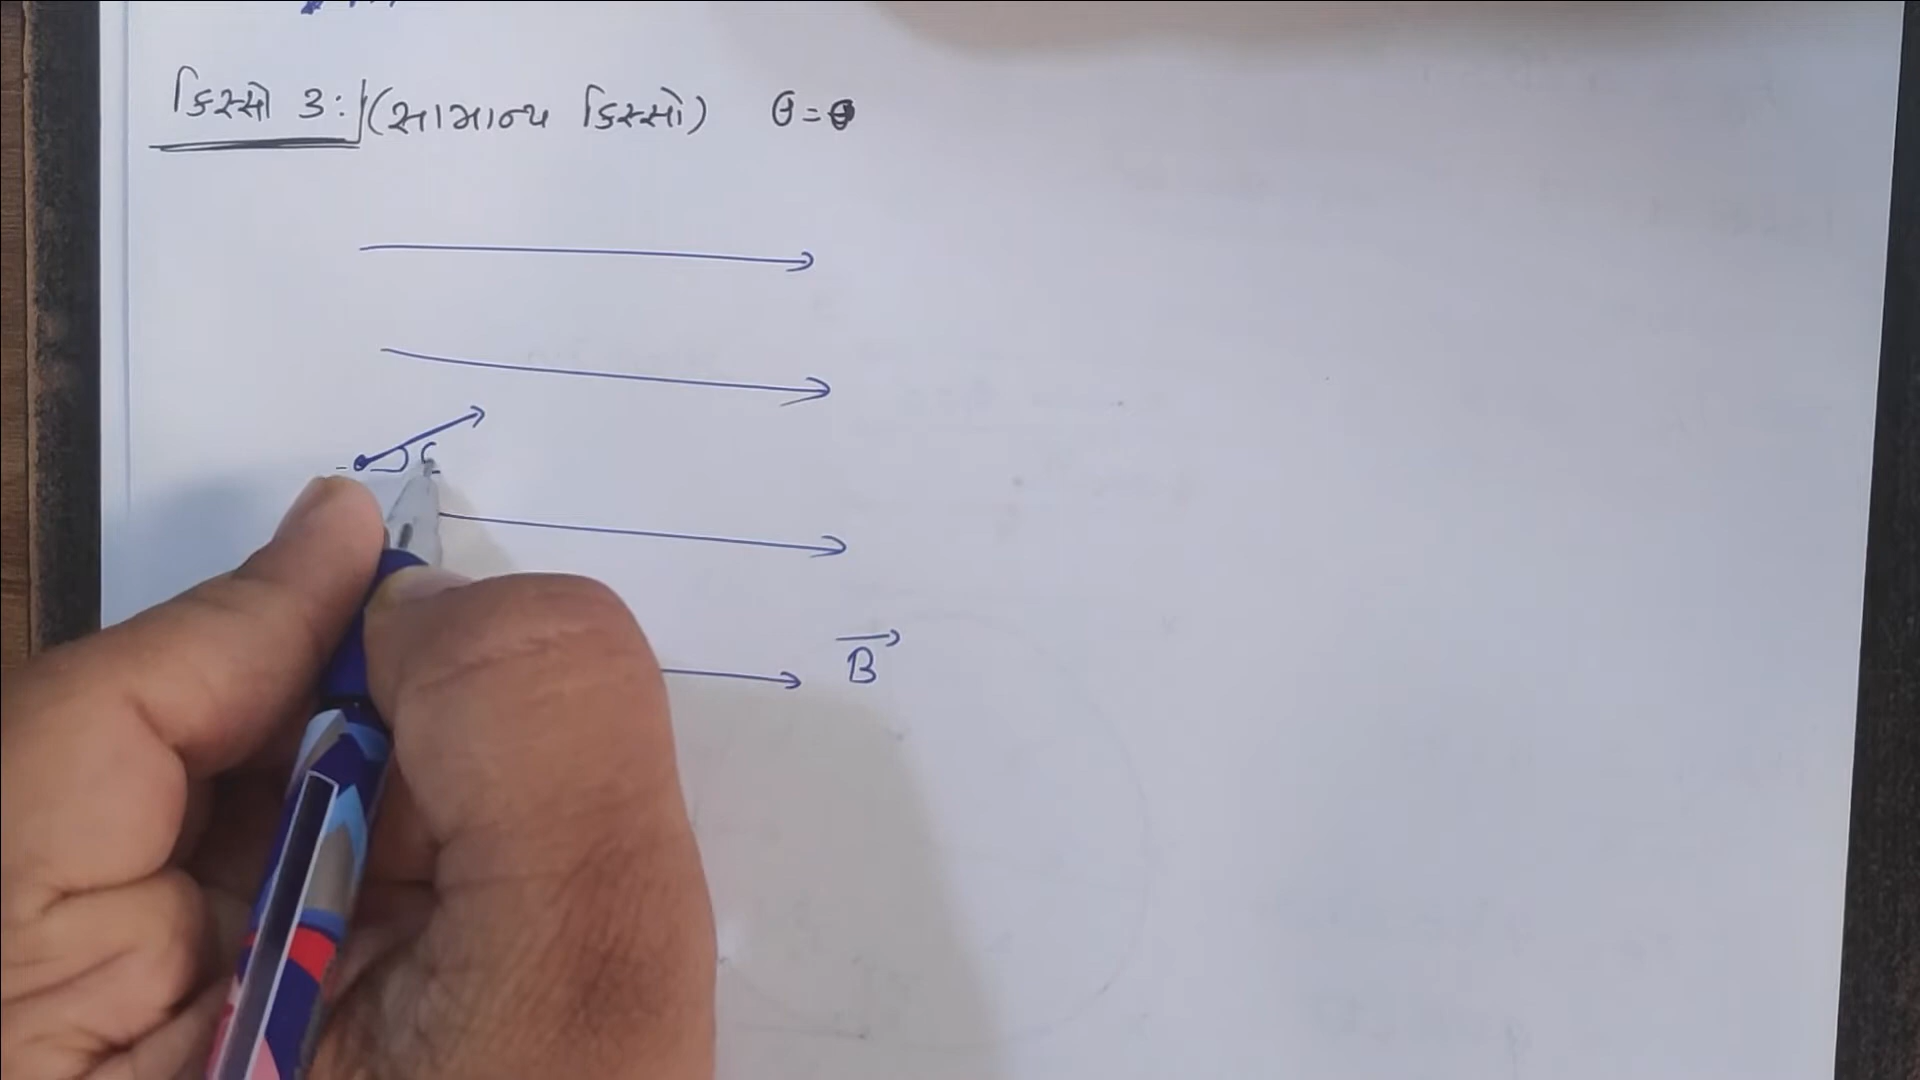 કિસ્સો 3: (સામાન્ય કિસ્સો) θ = θ
B